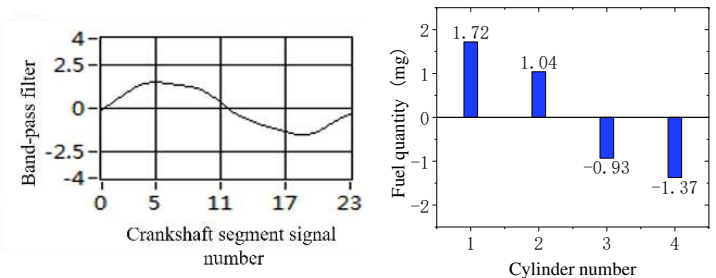 4
2.5
0
-2.5
-4
0 5 11 17 23
Band-pass filter
Crankshaft segment signal
number
2
1
0
-1
-2
1.72
1.04
-0.93
-1.37
1 2 3 4
Fuel quantity (mg)
Cylinder number